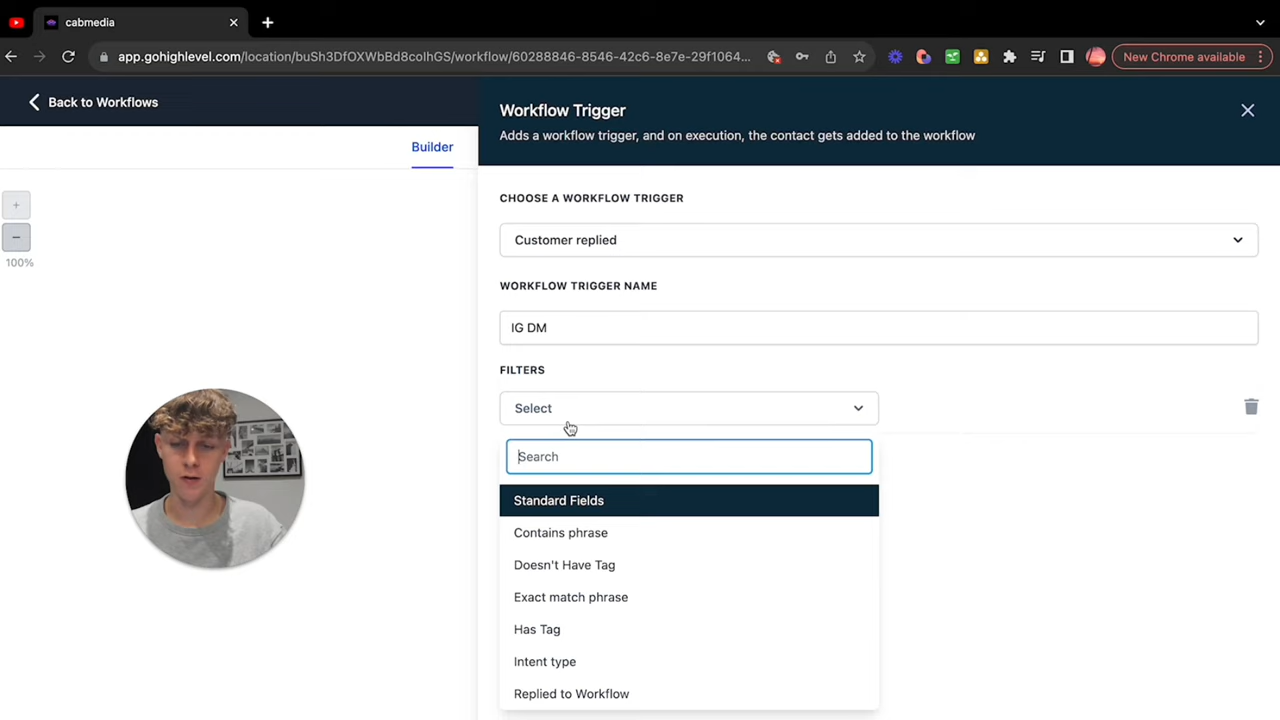 cabmedia
app.gohighlevel.com/location/buSh3DfOXWbBd8colhGS/workflow/60288846-8546-42c6-8e7e-29f1064...
New Chrome available
Back to Workflows
Workflow Trigger
Adds a workflow trigger, and on execution, the contact gets added to the workflow
Builder
CHOOSE A WORKFLOW TRIGGER
Customer replied
100%
WORKFLOW TRIGGER NAME
IG DM
FILTERS
Select
Search
Standard Fields
Contains phrase
Doesn't Have Tag
Exact match phrase
Has Tag
Intent type
Replied to Workflow